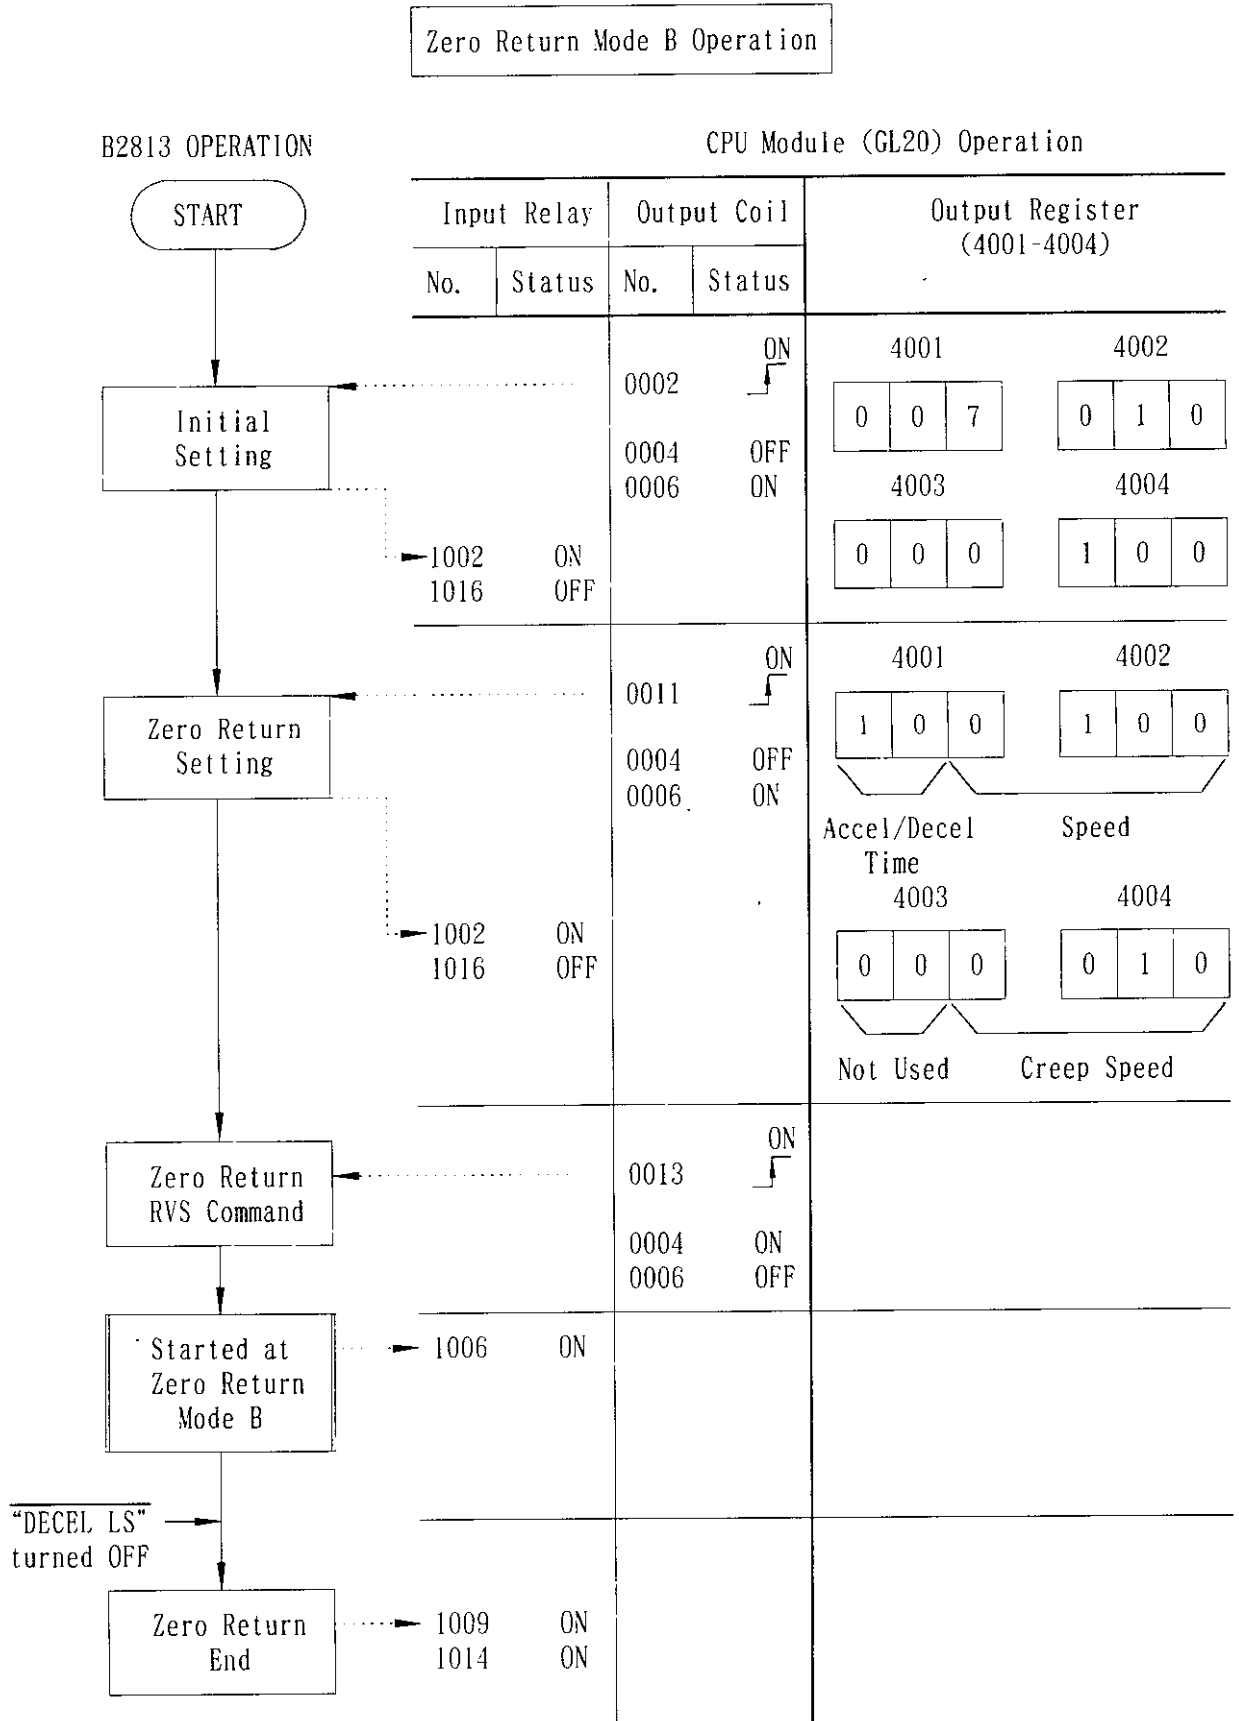 Zero Return Mode B Operation
B2813 OPERATION
CPU Module (GL20) Operation
START
Input Relay
Output Coil
Output Register
(4001-4004)
No.
Status
No.
Status
Initial
Setting
0002
ON
0004 OFF
0006 ON
1002 ON
1016 OFF
4001
4002
0 0 7
0 1 0
4003
4004
0 0 0
1 0 0
Zero Return
Setting
0011
ON
0004 OFF
0006 ON
1002 ON
1016 OFF
4001
4002
1 0 0
1 0 0
Accel/Decel
Time
Speed
4003
4004
0 0 0
0 1 0
Not Used
Creep Speed
Zero Return
RVS Command
0013
ON
0004 ON
0006 OFF
Started at
Zero Return
Mode B
1006 ON
"DECEL LS"
turned OFF
Zero Return
End
1009 ON
1014 ON